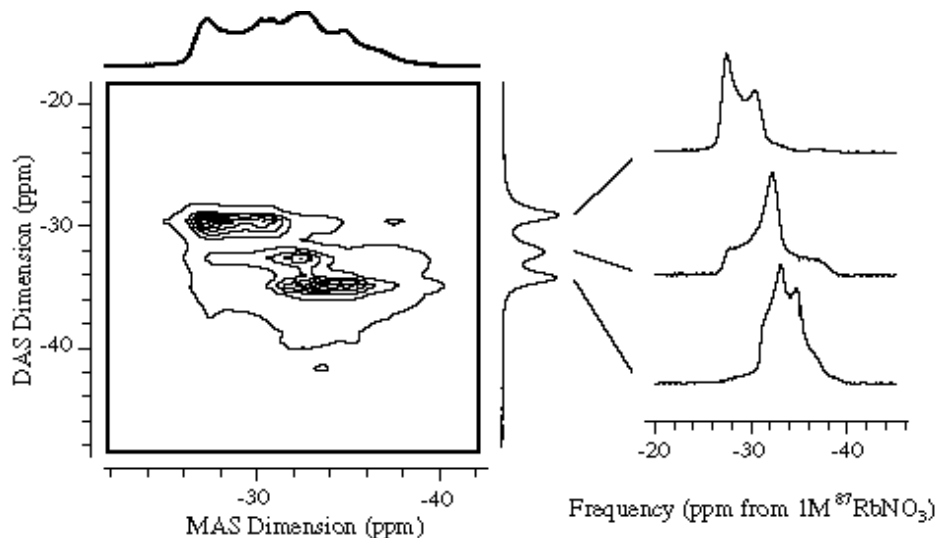 -20
-30
-40
DAS Dimension (ppm)
-30
-40
MAS Dimension (ppm)
-20
-30
-40
Frequency (ppm from 1M ⁸⁷RbNO₃)